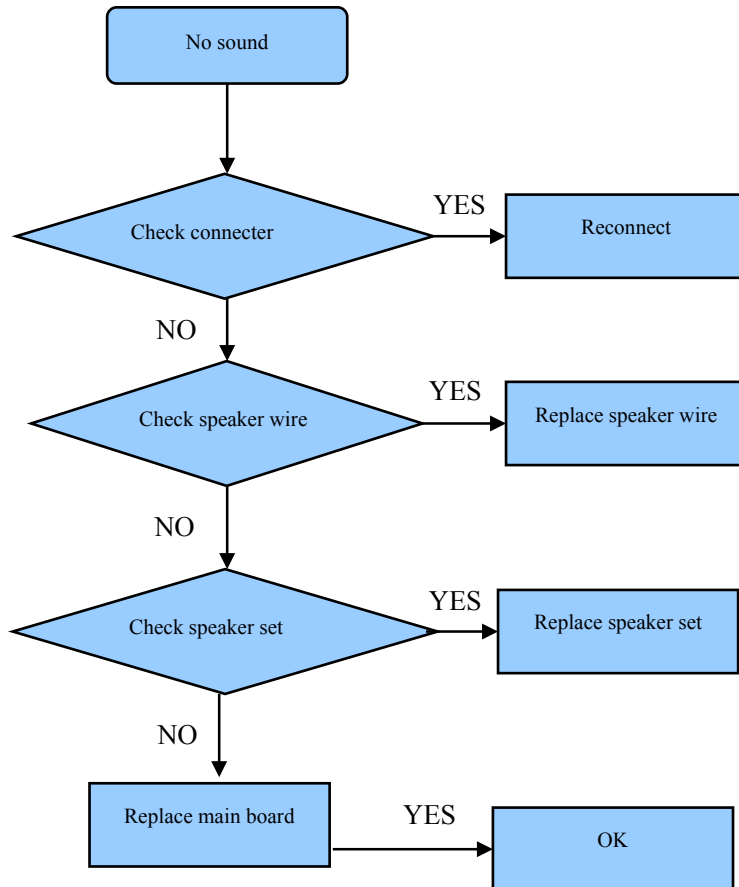 No sound
Check connecter
YES
Reconnect
NO
Check speaker wire
YES
Replace speaker wire
NO
Check speaker set
YES
Replace speaker set
NO
Replace main board
YES
OK